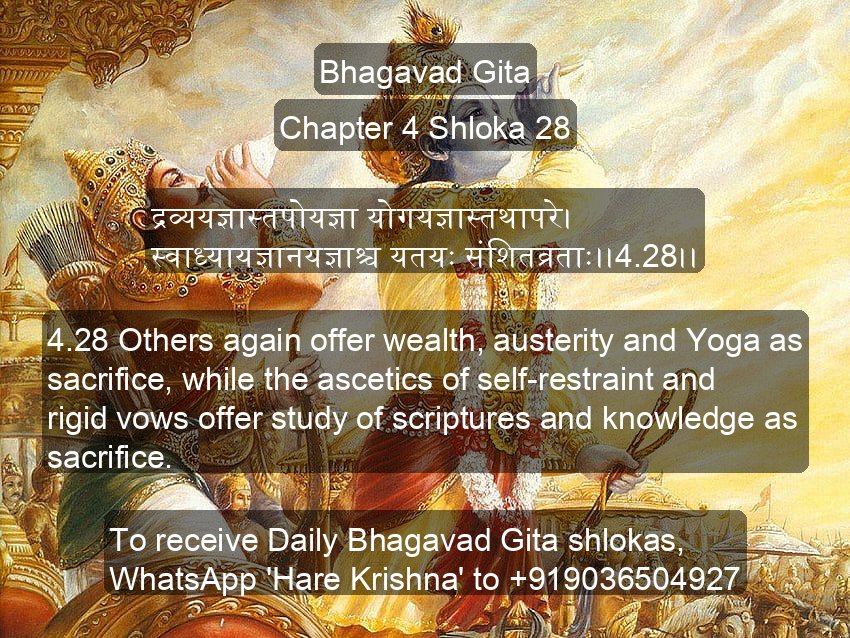 Bhagavad Gita
Chapter 4 Shloka 28
द्रव्ययज्ञास्तपोयज्ञा योगयज्ञास्तथापरे।
स्वाध्यायज्ञानयज्ञाश्च यतयः संशितव्रताः।।4.28।।
4.28 Others again offer wealth, austerity and Yoga as
sacrifice, while the ascetics of self-restraint and
rigid vows offer study of scriptures and knowledge as
sacrifice.
To receive Daily Bhagavad Gita shlokas,
WhatsApp 'Hare Krishna' to +919036504927